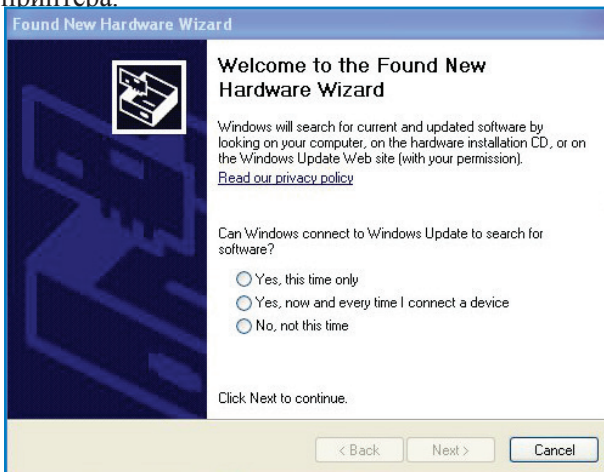 принтера.
Found New Hardware Wizard
Welcome to the Found New
Hardware Wizard
Windows will search for current and updated software by
looking on your computer, on the hardware installation CD, or on
the Windows Update Web site (with your permission).
Read our privacy policy
Can Windows connect to Windows Update to search for
software?
Yes, this time only
Yes, now and every time I connect a device
No, not this time
Click Next to continue.
< Back
Next >
Cancel